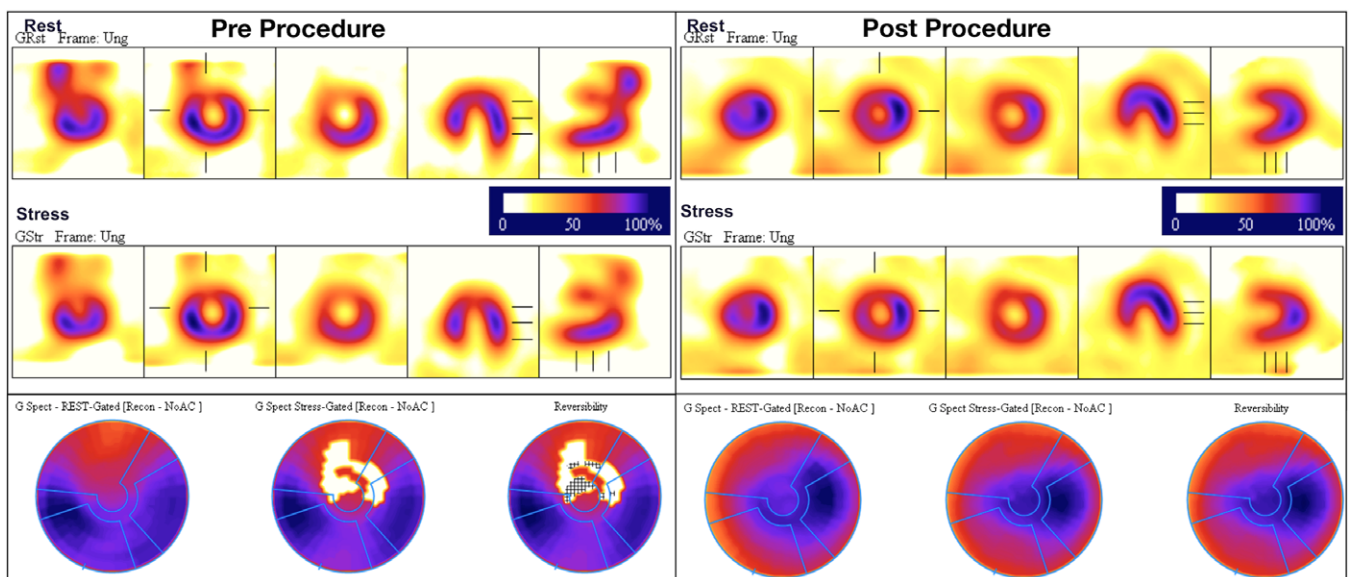 Rest
Pre Procedure
GRst Frame: Ung
0 50 100%
Stress
GStr Frame: Ung
G Spect - REST-Gated [Recon - NoAC ]
G Spect Stress-Gated [Recon - NoAC ]
Reversibility
Rest
Post Procedure
GRst Frame: Ung
0 50 100%
Stress
GStr Frame: Ung
G Spect - REST-Gated [Recon - NoAC ]
G Spect Stress-Gated [Recon - NoAC ]
Reversibility